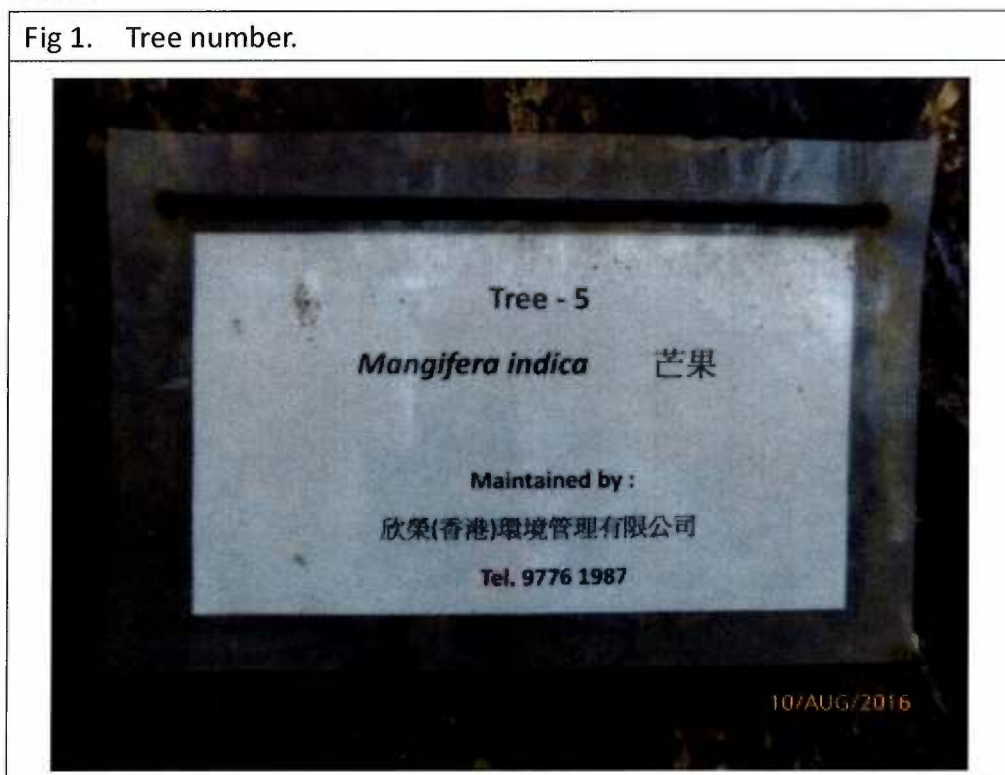 Fig 1. Tree number.
Tree - 5
Mangifera indica 芒果
Maintained by :
欣榮(香港)環境管理有限公司
Tel. 9776 1987
10/AUG/2016